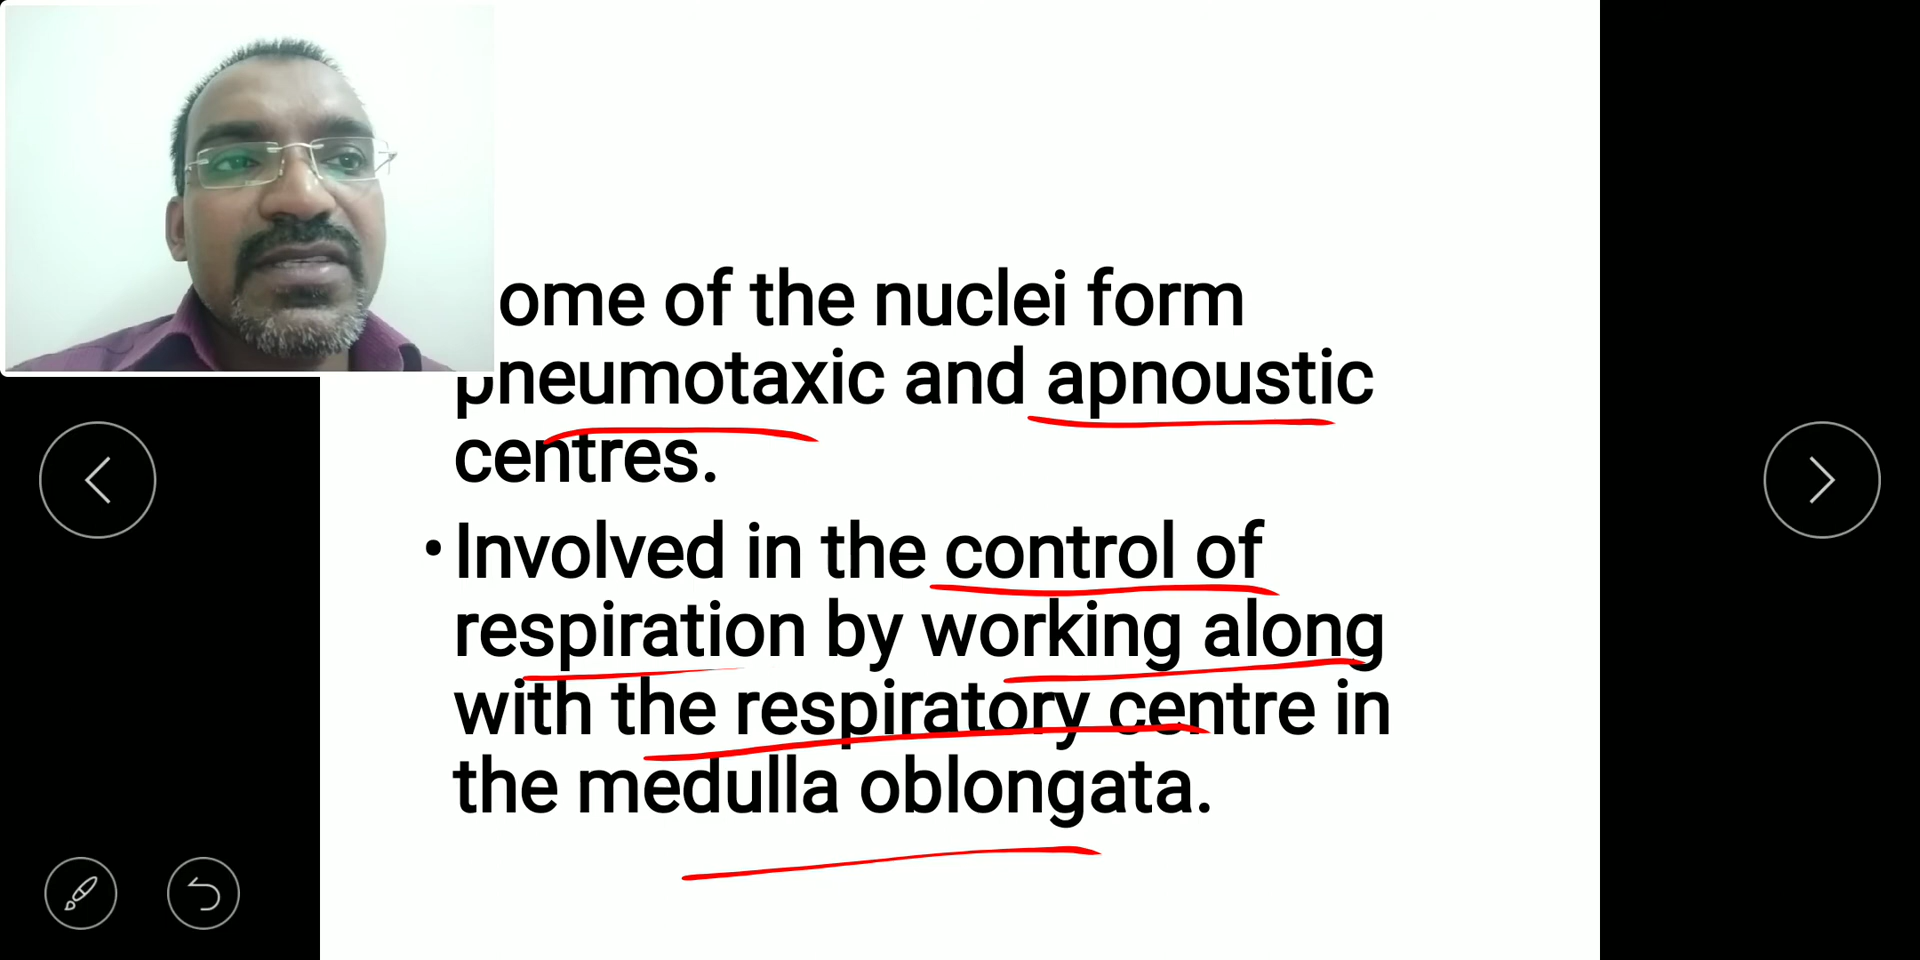 ome of the nuclei form
pneumotaxic and apnoustic
centres.
• Involved in the control of
respiration by working along
with the respiratory centre in
the medulla oblongata.